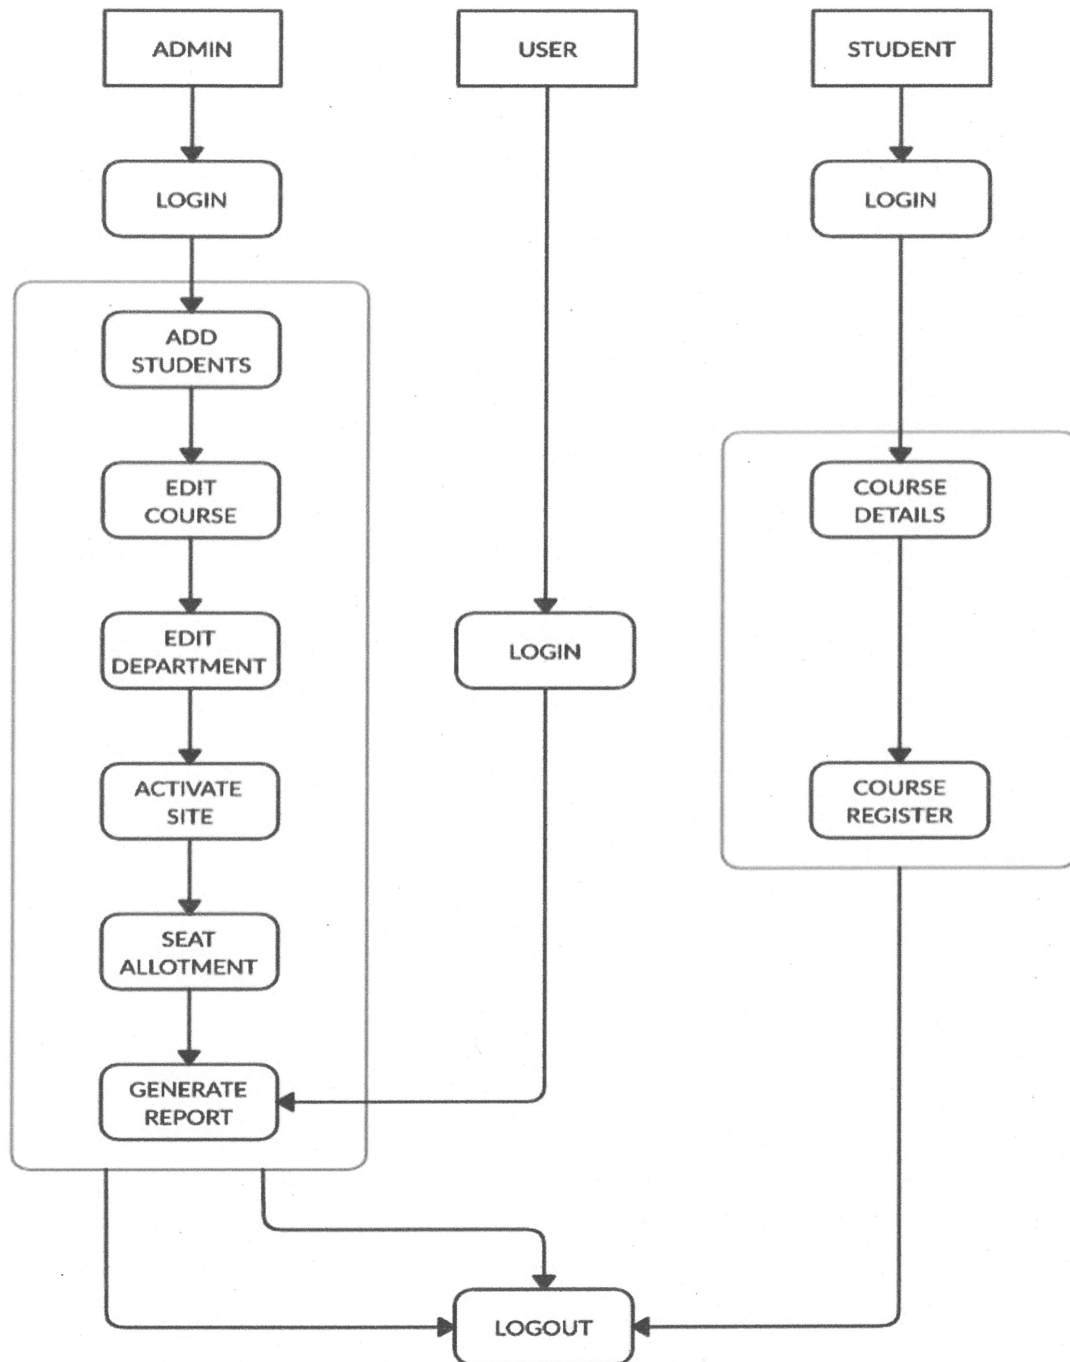 ADMIN
USER
STUDENT
LOGIN
LOGIN
ADD
STUDENTS
EDIT
COURSE
COURSE
DETAILS
EDIT
DEPARTMENT
LOGIN
ACTIVATE
SITE
COURSE
REGISTER
SEAT
ALLOTMENT
GENERATE
REPORT
LOGOUT